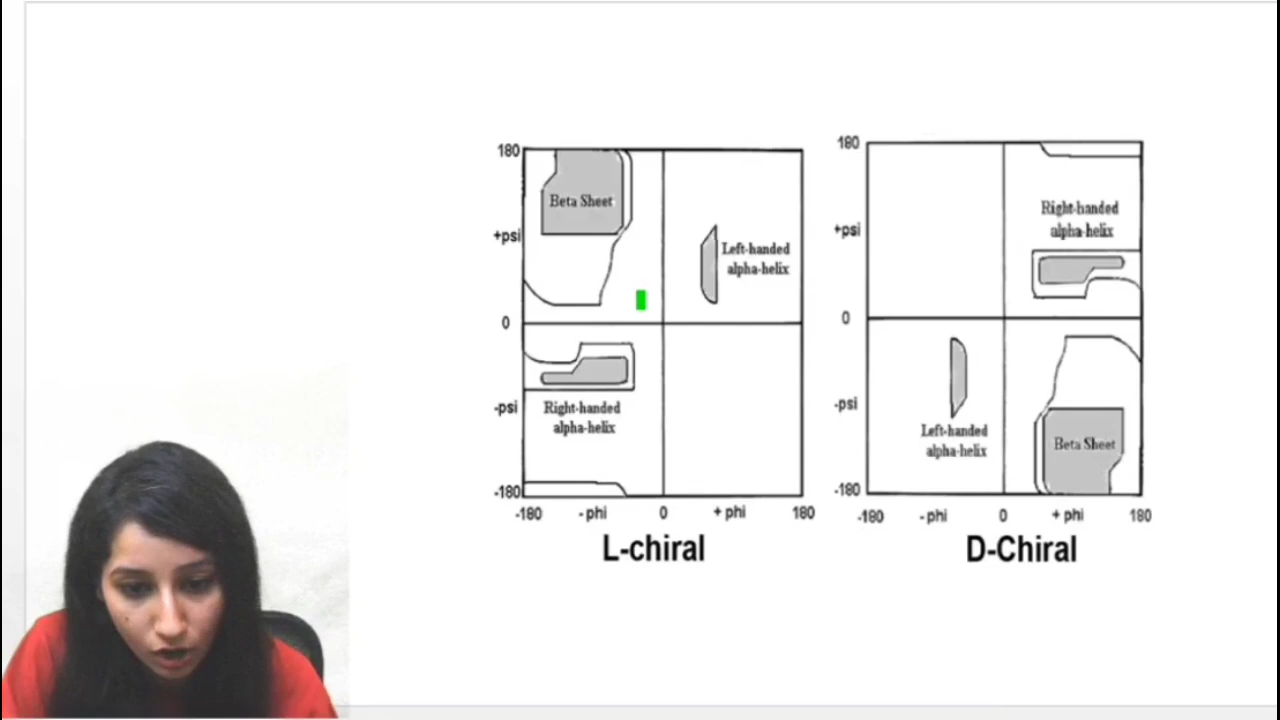 180
Beta Sheet
+psi
Left-handed
alpha-helix
0
-psi
Right-handed
alpha-helix
-180
-180
- phi
0
+ phi
180
L-chiral
180
Right-handed
alpha-helix
+psi
0
-psi
Left-handed
alpha-helix
Beta Sheet
-180
-180
- phi
0
+ phi
180
D-Chiral